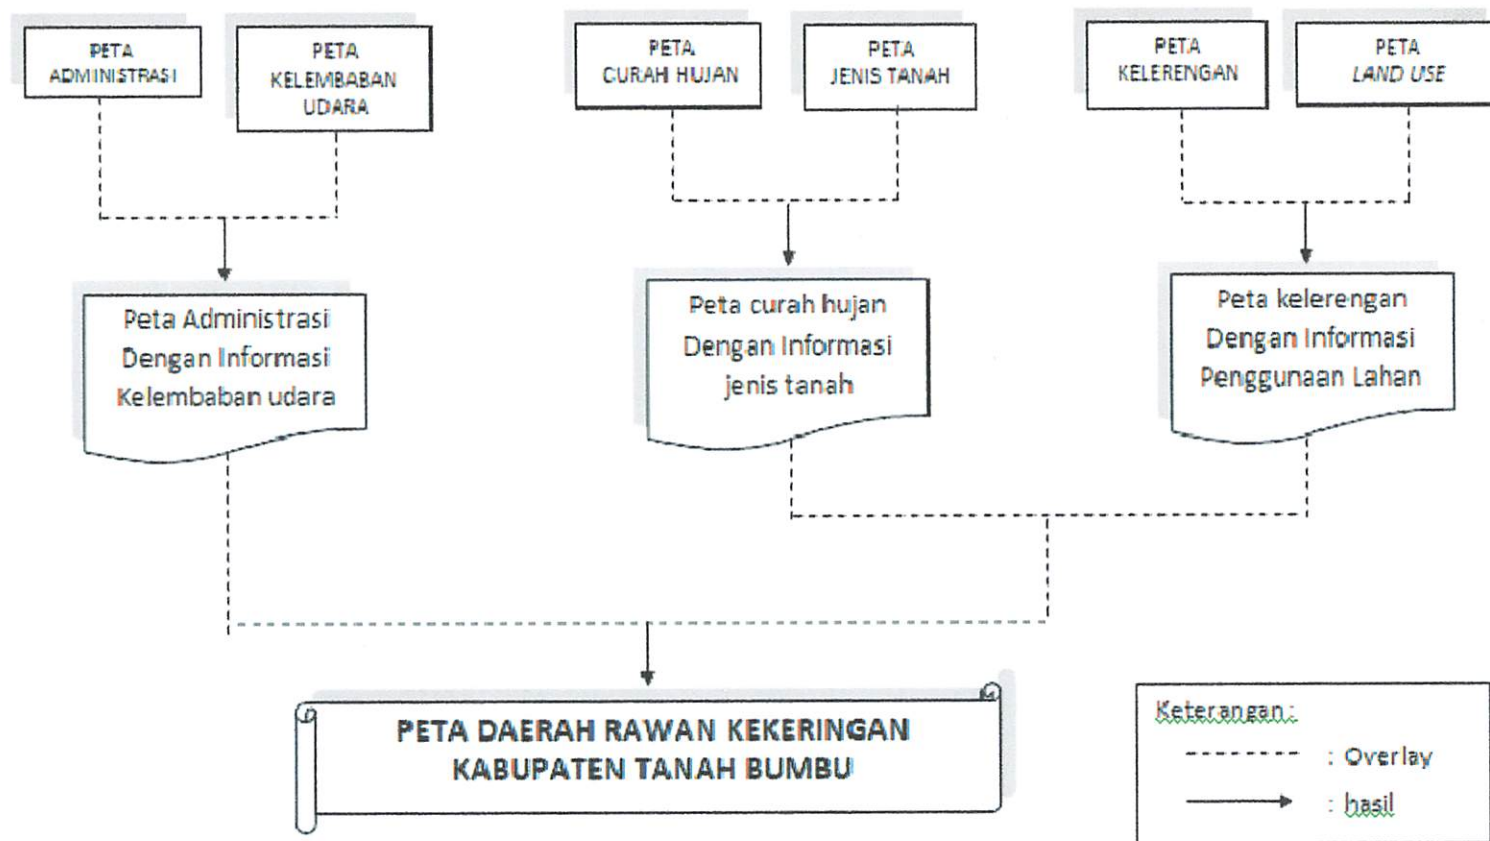 PETA
ADMINISTRASI
PETA
KELEMBABAN
UDARA
PETA
CURAH HUJAN
PETA
JENIS TANAH
PETA
KELERENGAN
PETA
LAND USE
Peta Administrasi
Dengan Informasi
Kelembaban udara
Peta curah hujan
Dengan Informasi
jenis tanah
Peta kelerengan
Dengan Informasi
Penggunaan Lahan
PETA DAERAH RAWAN KEKERINGAN
KABUPATEN TANAH BUMBU
Keterangan :
: Overlay
: hasil